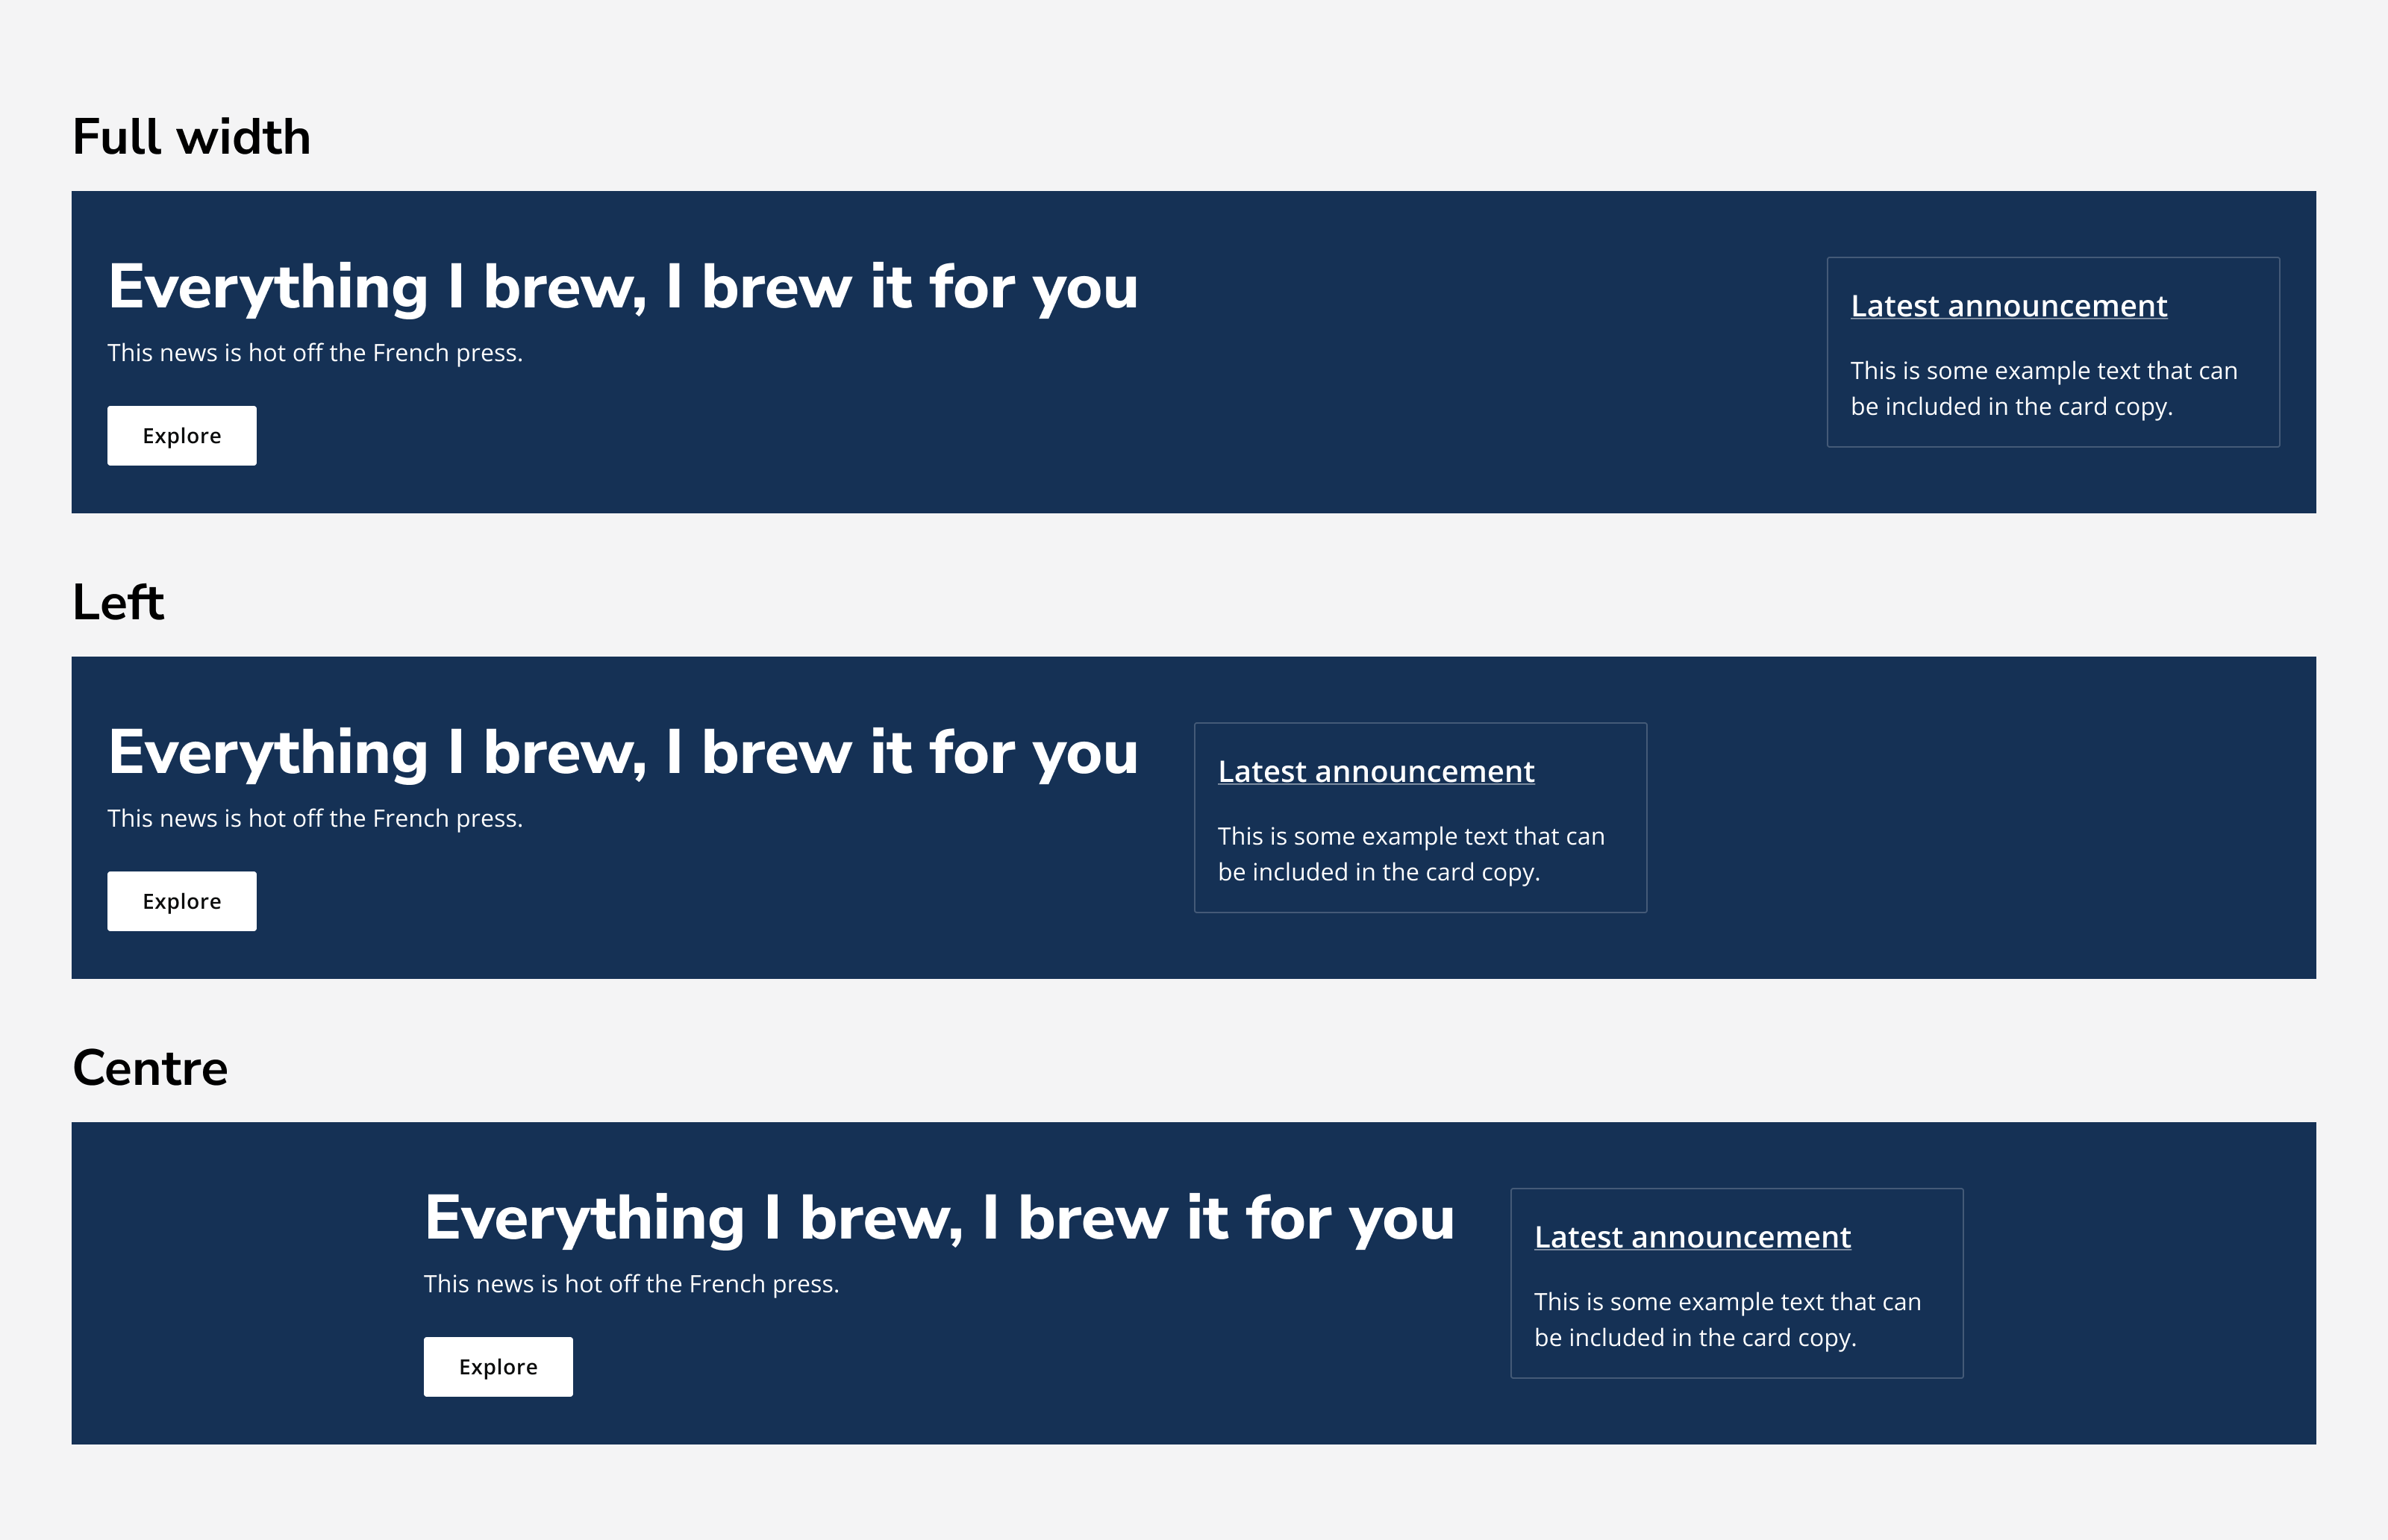 Full width
Everything I brew, I brew it for you
This news is hot off the French press.
Explore
Latest announcement
This is some example text that can
be included in the card copy.
Left
Everything I brew, I brew it for you
This news is hot off the French press.
Explore
Latest announcement
This is some example text that can
be included in the card copy.
Centre
Everything I brew, I brew it for you
This news is hot off the French press.
Explore
Latest announcement
This is some example text that can
be included in the card copy.